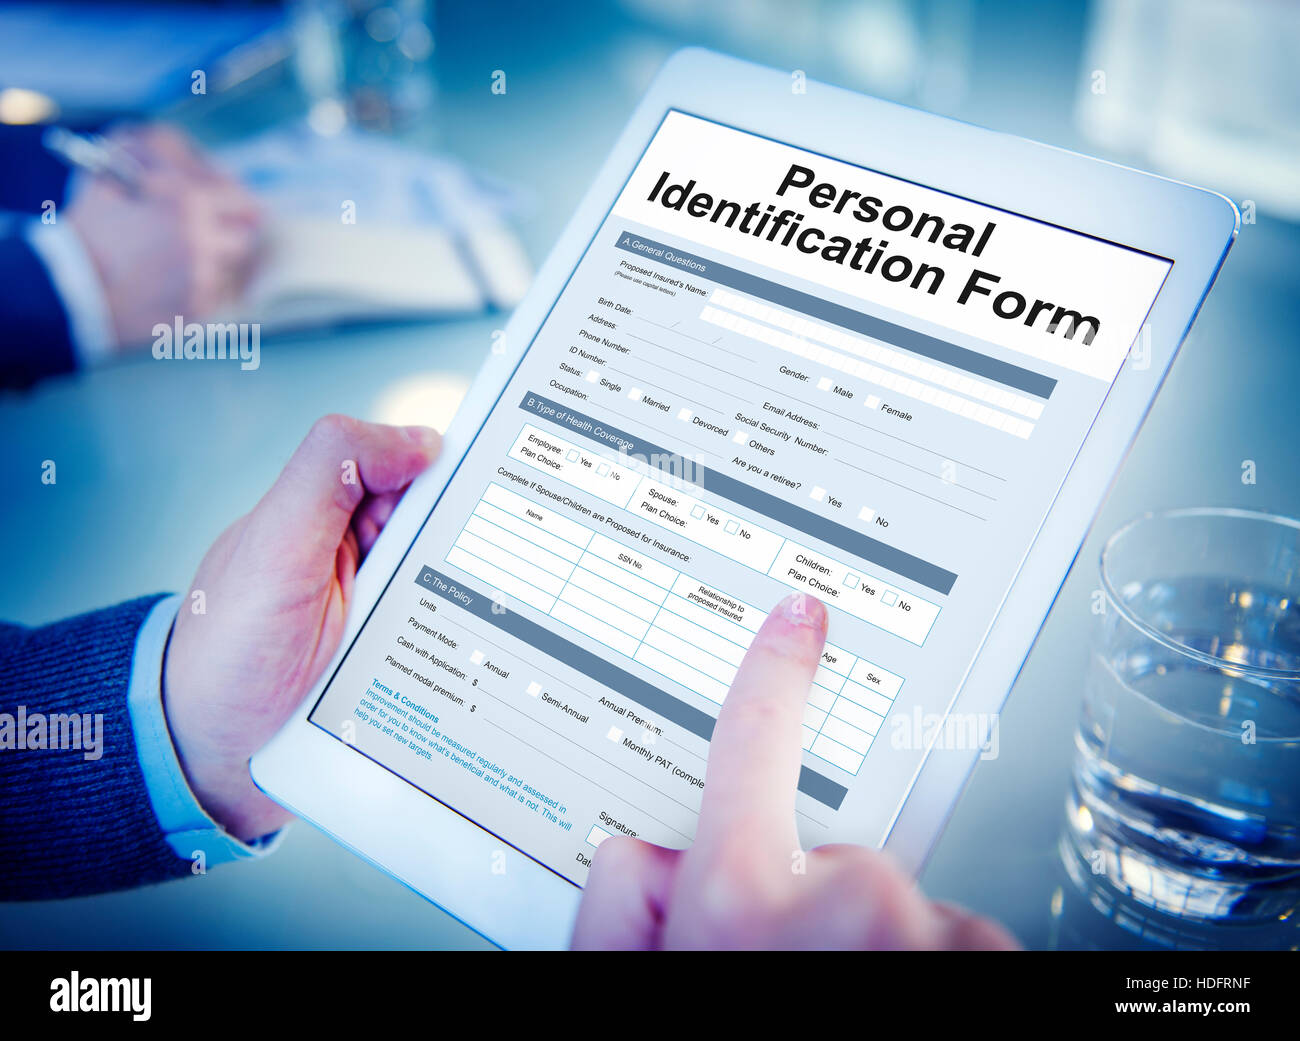 Personal
Identification Form
A.General Questions
Proposed Insured's Name:
(Please use capital letters)
Birth Date: / /
Gender: Male Female
Address:
Phone Number: Email Address:
ID Number: Social Security Number:
Status: Single Married Devorced Others
Occupation: Are you a retiree? Yes No
B.Type of Health Coverage
Employee: Yes No
Plan Choice:
Spouse: Yes No
Plan Choice:
Children: Yes No
Plan Choice:
Complete If Spouse/Children are Proposed for Insurance:
Name SSN No. Relationship to Age Sex
proposed insured
C.The Policy
Units Annual Premium:
Payment Mode: Annual Semi-Annual Monthly PAT (comple
Cash with Application: $
Planned modal premium: $
Terms & Conditions
Improvement should be measured regularly and assessed in
order for you to know what's beneficial and what is not. This will
help you set new targets.
Signature:
Dat
alamy
alamy
Image ID: HDFRNF
www.alamy.com